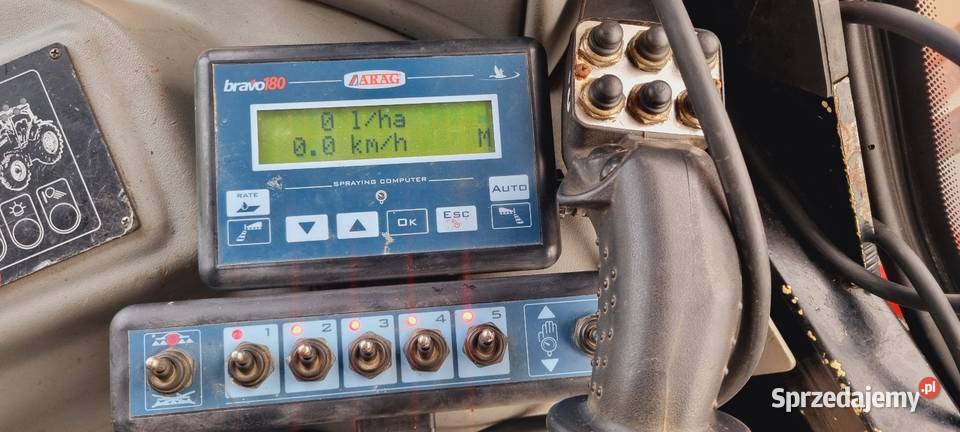 bravo180
ARAG
0 l/ha
0.0 km/h M
SPRAYING COMPUTER
RATE
AUTO
OK
Esc
1 2 3 4 5
Sprzedajemy.pl